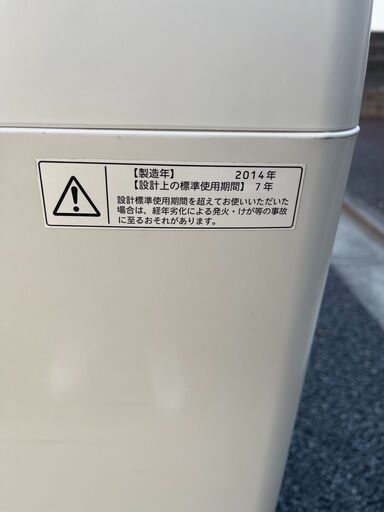 【製造年】 2014年
【設計上の標準使用期間】 7年
設計標準使用期間を超えてお使いいただいた
場合は、経年劣化による発火・けが等の事故
に至るおそれがあります。